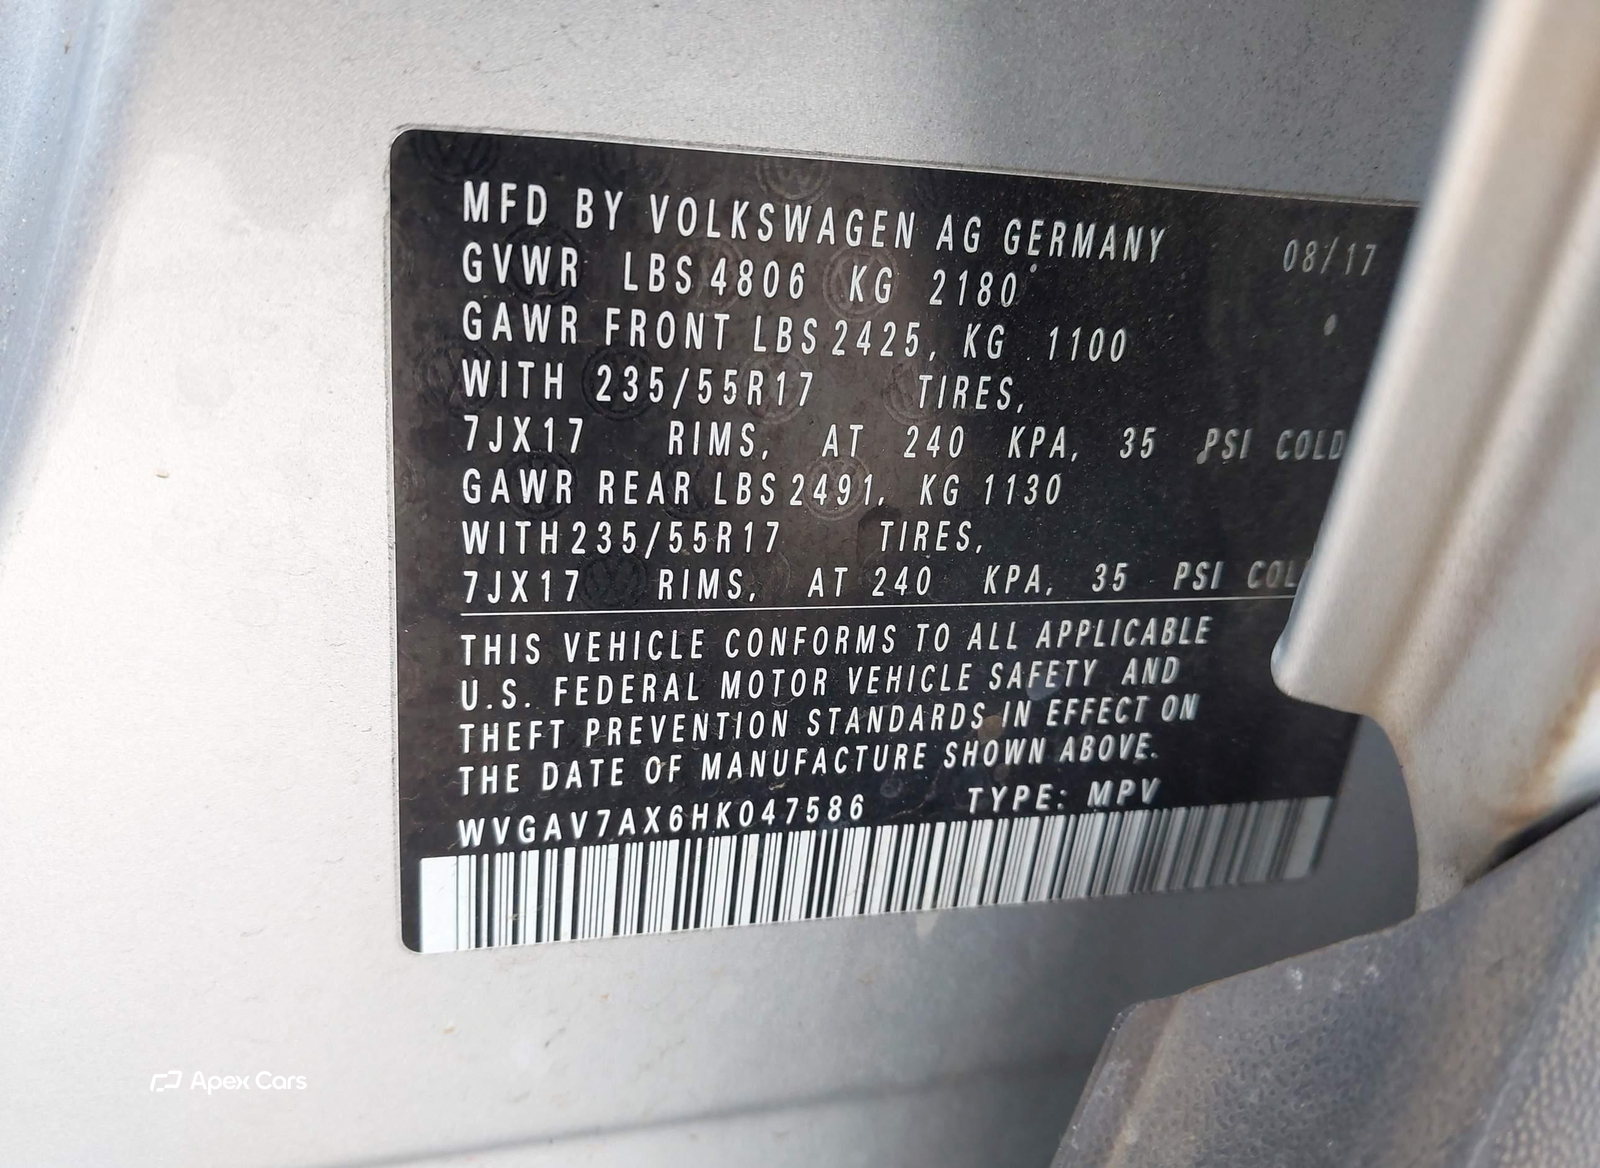 MFD BY VOLKSWAGEN AG GERMANY 08/17
GVWR LBS 4806 KG 2180
GAWR FRONT LBS 2425, KG 1100
WITH 235/55R17 TIRES,
7JX17 RIMS, AT 240 KPA, 35 PSI COLD
GAWR REAR LBS 2491, KG 1130
WITH 235/55R17 TIRES,
7JX17 RIMS, AT 240 KPA, 35 PSI COL
THIS VEHICLE CONFORMS TO ALL APPLICABLE
U.S. FEDERAL MOTOR VEHICLE SAFETY AND
THEFT PREVENTION STANDARDS IN EFFECT ON
THE DATE OF MANUFACTURE SHOWN ABOVE.
WVGAV7AX6HK047586 TYPE: MPV
Apex Cars